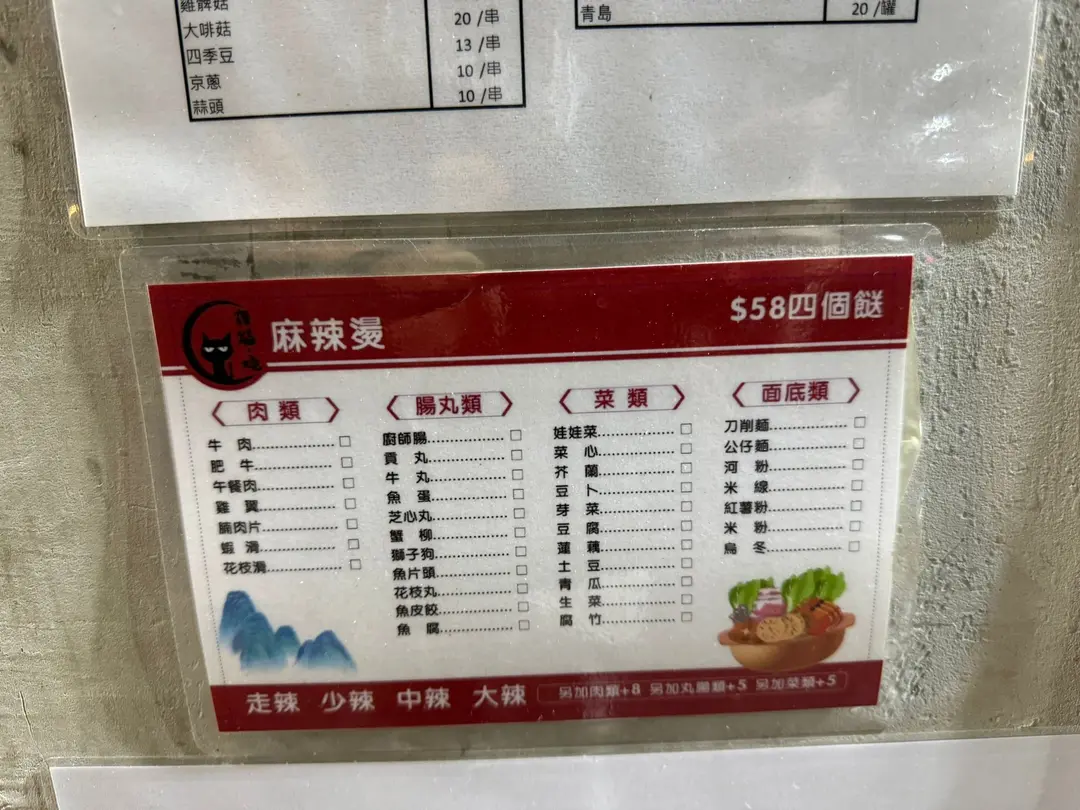 雞髀菇
大啡菇 20 /串
四季豆 13 /串
京蔥 10 /串
蒜頭 10 /串
青島 20 /罐
麻辣燙
$58四個餸
肉 類
牛 肉
肥 牛
午餐肉
雞 翼
腩肉片
蝦 滑
花枝滑
腸丸類
廚師腸
貢 丸
牛 丸
魚 蛋
芝心丸
蟹 柳
獅子狗
魚片頭
花枝丸
魚皮餃
魚 腐
菜 類
娃娃菜
菜 心
芥 蘭
豆 卜
芽 菜
豆 腐
蓮 藕
土 豆
青 瓜
生 菜
腐 竹
面底類
刀削麵
公仔麵
河 粉
米 線
紅薯粉
米 粉
烏 冬
走辣 少辣 中辣 大辣
另加肉類+8 另加丸腸類+5 另加菜類+5